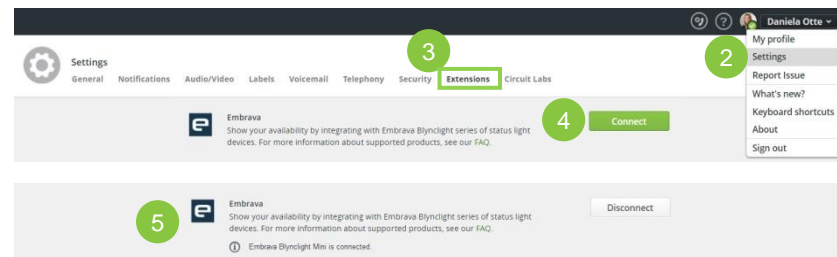 Daniela Otte
3
My profile
2
Settings
Settings
General Notifications Audio/Video Labels Voicemail Telephony Security Extensions Circuit Labs
Report Issue
What's new?
Keyboard shortcuts
About
Sign out
Embrava
Show your availability by integrating with Embrava Blynclight series of status light
devices. For more information about supported products, see our FAQ.
4
Connect
5
Embrava
Show your availability by integrating with Embrava Blynclight series of status light
devices. For more information about supported products, see our FAQ.
Embrava Blynclight Mini is connected.
Disconnect